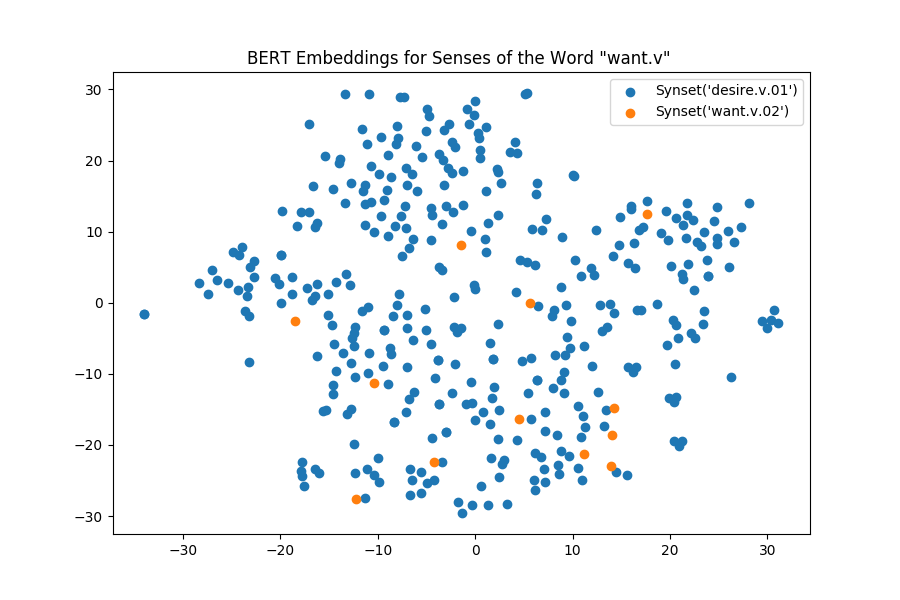 BERT Embeddings for Senses of the Word "want.v"
Synset('desire.v.01')
Synset('want.v.02')
30
20
10
0
−10
−20
−30
−30 −20 −10 0 10 20 30